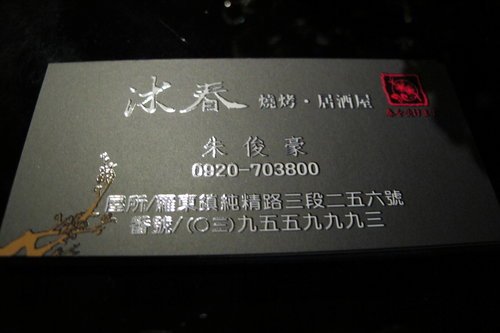 冰春 燒烤·居酒屋
朱俊豪
0920-703800
屋所/羅東鎮純精路三段二五六號
番號/(〇三)九五五九九九三